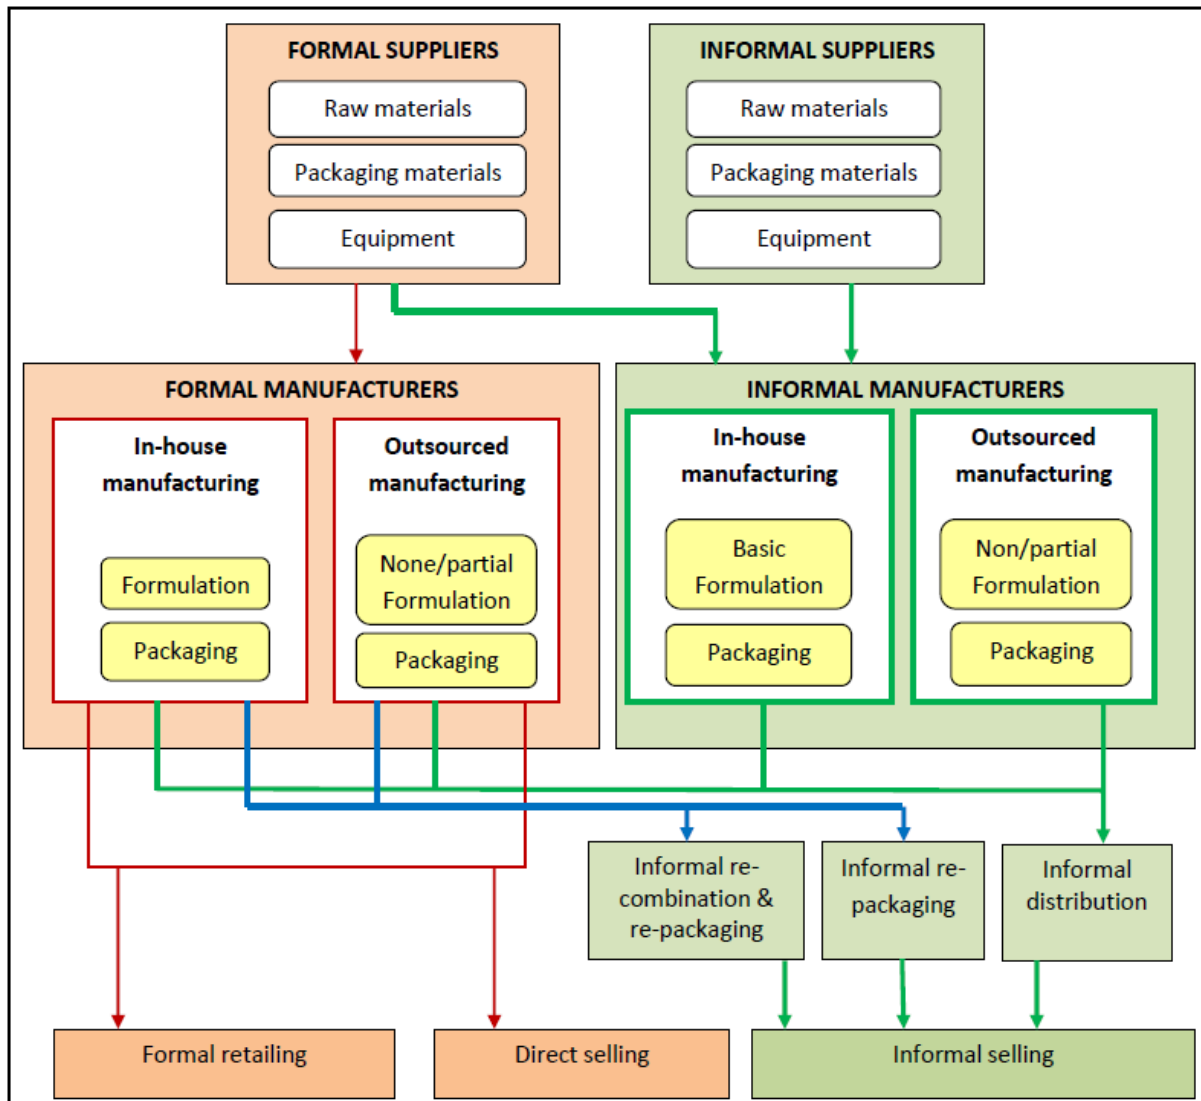 FORMAL SUPPLIERS
Raw materials
Packaging materials
Equipment
INFORMAL SUPPLIERS
Raw materials
Packaging materials
Equipment
FORMAL MANUFACTURERS
In-house
manufacturing
Formulation
Packaging
Outsourced
manufacturing
None/partial
Formulation
Packaging
INFORMAL MANUFACTURERS
In-house
manufacturing
Basic
Formulation
Packaging
Outsourced
manufacturing
Non/partial
Formulation
Packaging
Informal re-
combination &
re-packaging
Informal re-
packaging
Informal
distribution
Formal retailing
Direct selling
Informal selling